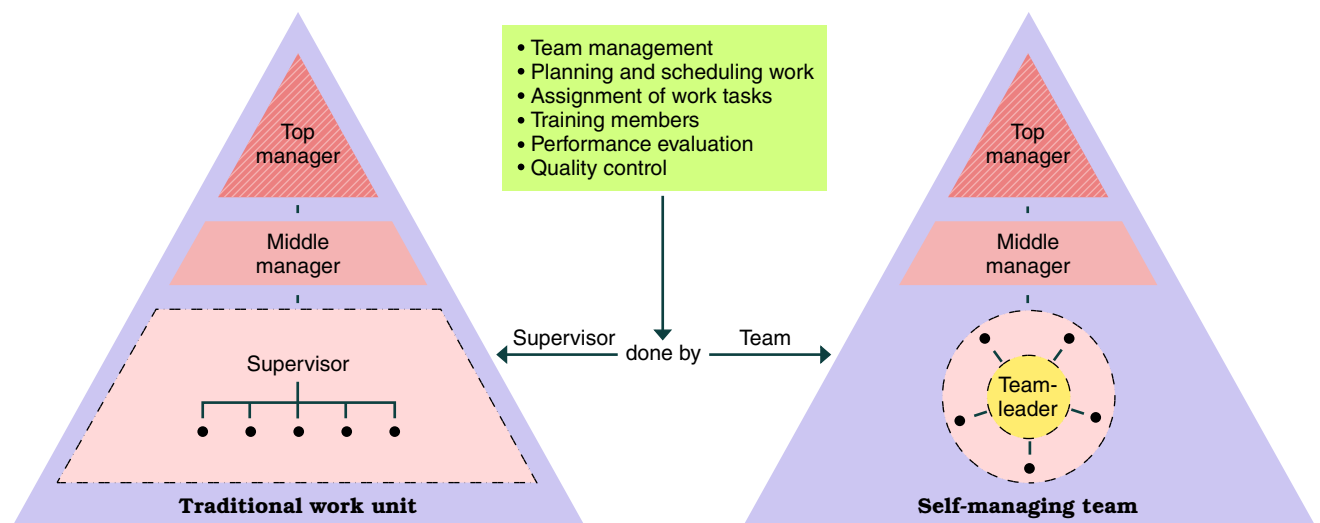 Top
manager
Middle
manager
Supervisor
Traditional work unit
• Team management
• Planning and scheduling work
• Assignment of work tasks
• Training members
• Performance evaluation
• Quality control
Supervisor done by Team
Top
manager
Middle
manager
Team-
leader
Self-managing team